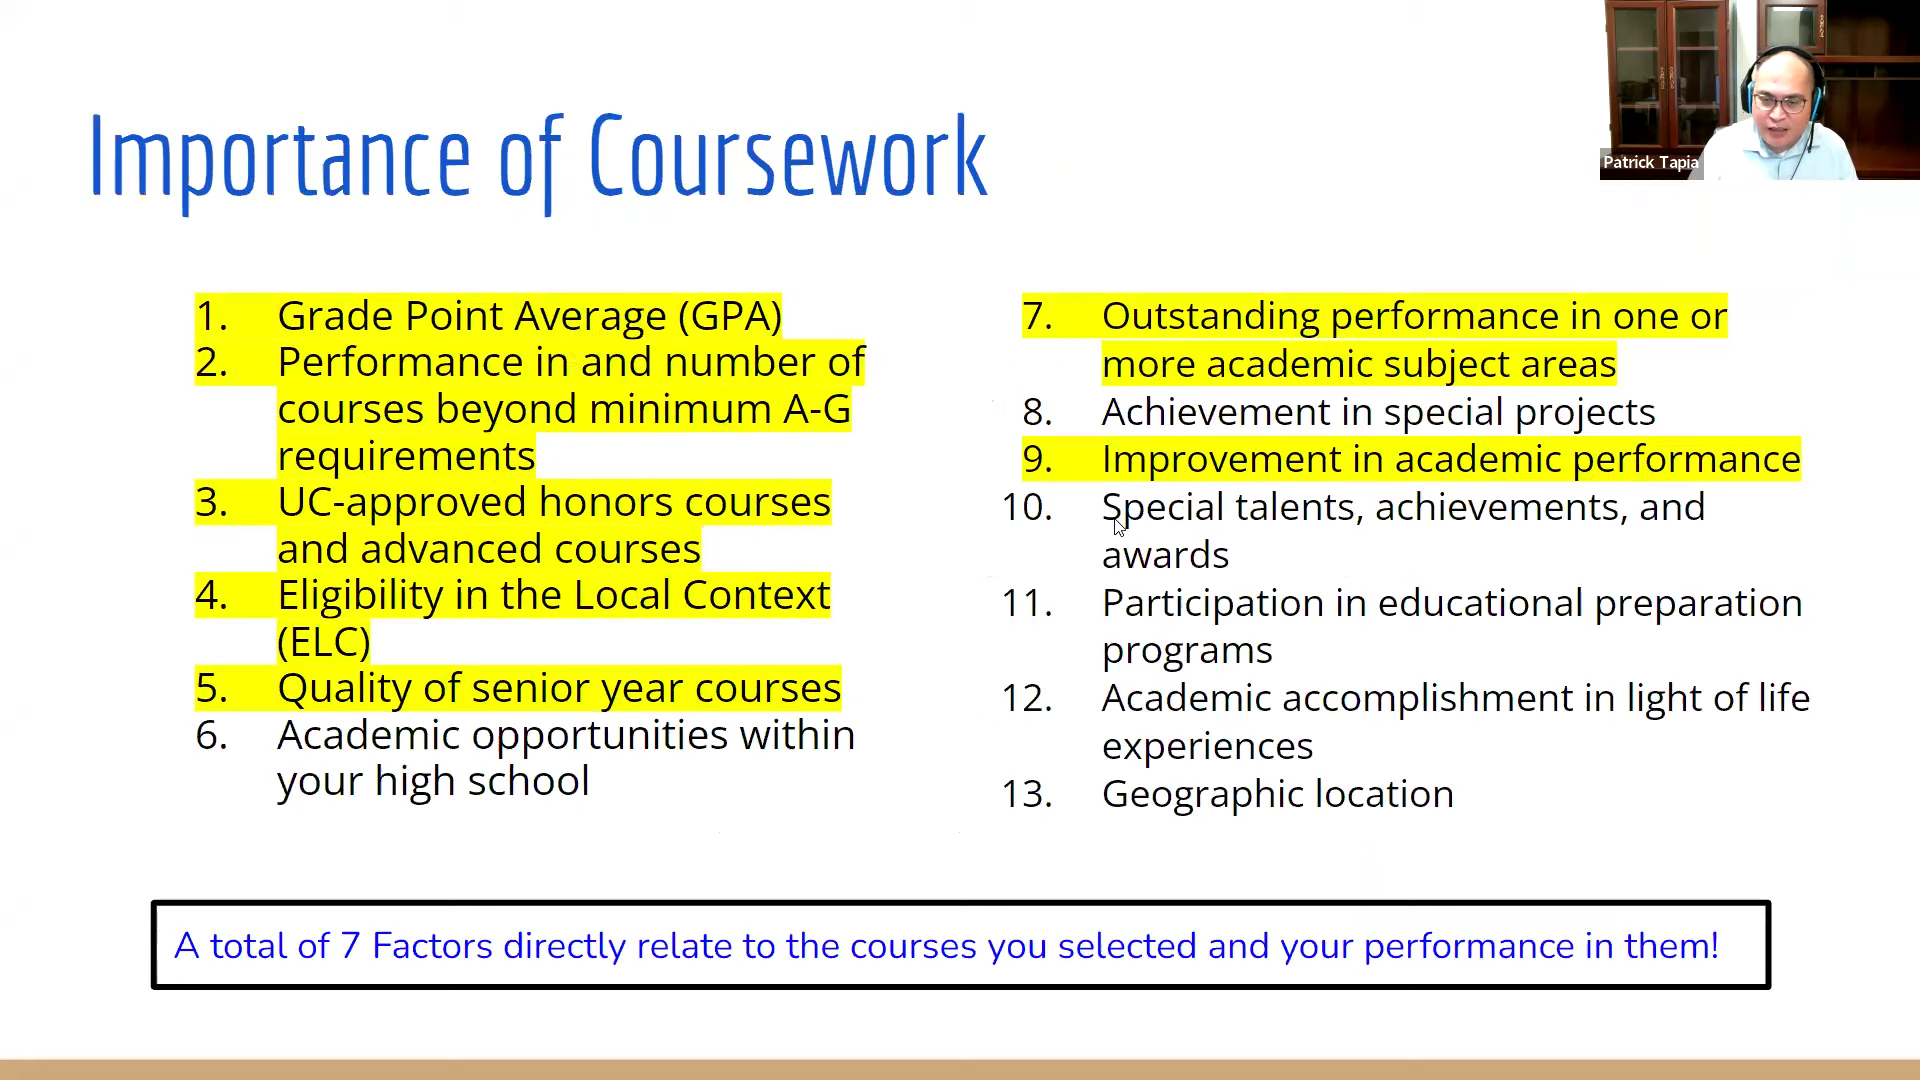 Importance of Coursework
Patrick Tapia
1. Grade Point Average (GPA)
2. Performance in and number of
courses beyond minimum A-G
requirements
3. UC-approved honors courses
and advanced courses
4. Eligibility in the Local Context
(ELC)
5. Quality of senior year courses
6. Academic opportunities within
your high school
7. Outstanding performance in one or
more academic subject areas
8. Achievement in special projects
9. Improvement in academic performance
10. Special talents, achievements, and
awards
11. Participation in educational preparation
programs
12. Academic accomplishment in light of life
experiences
13. Geographic location
A total of 7 Factors directly relate to the courses you selected and your performance in them!